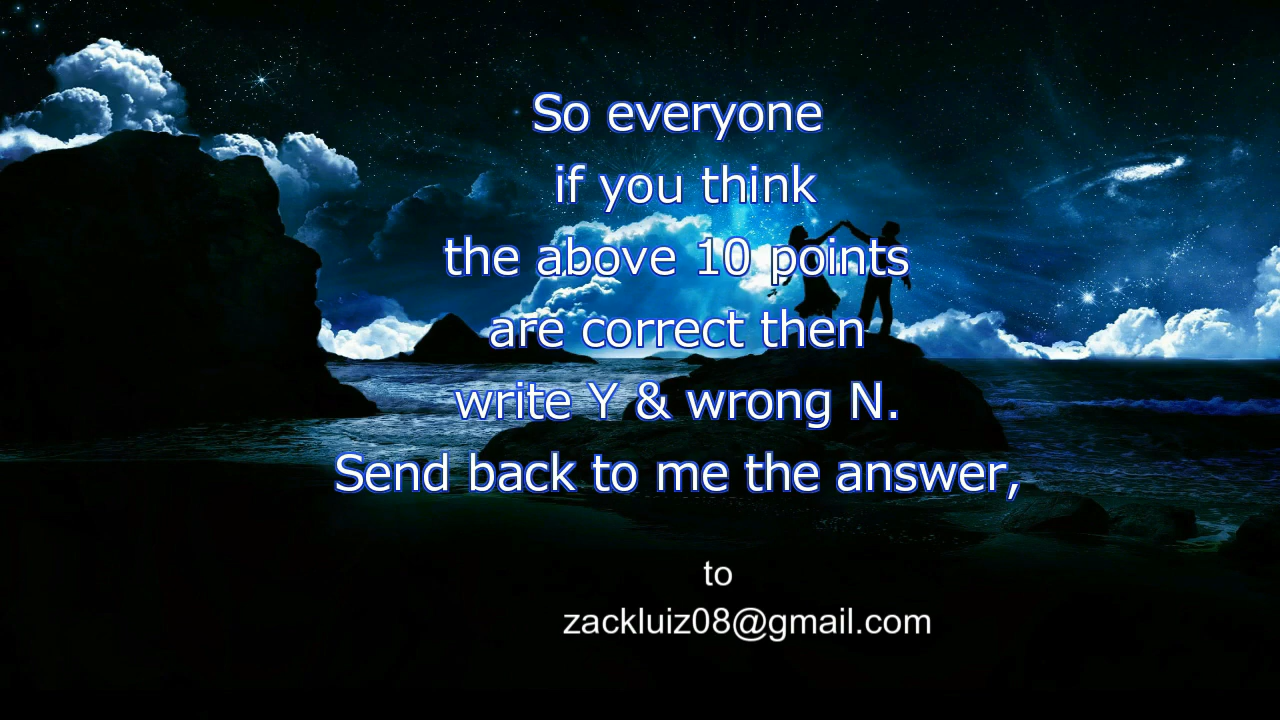 So everyone
if you think
the above 10 points
are correct then
write Y & wrong N.
Send back to me the answer,
to
zackluiz08@gmail.com